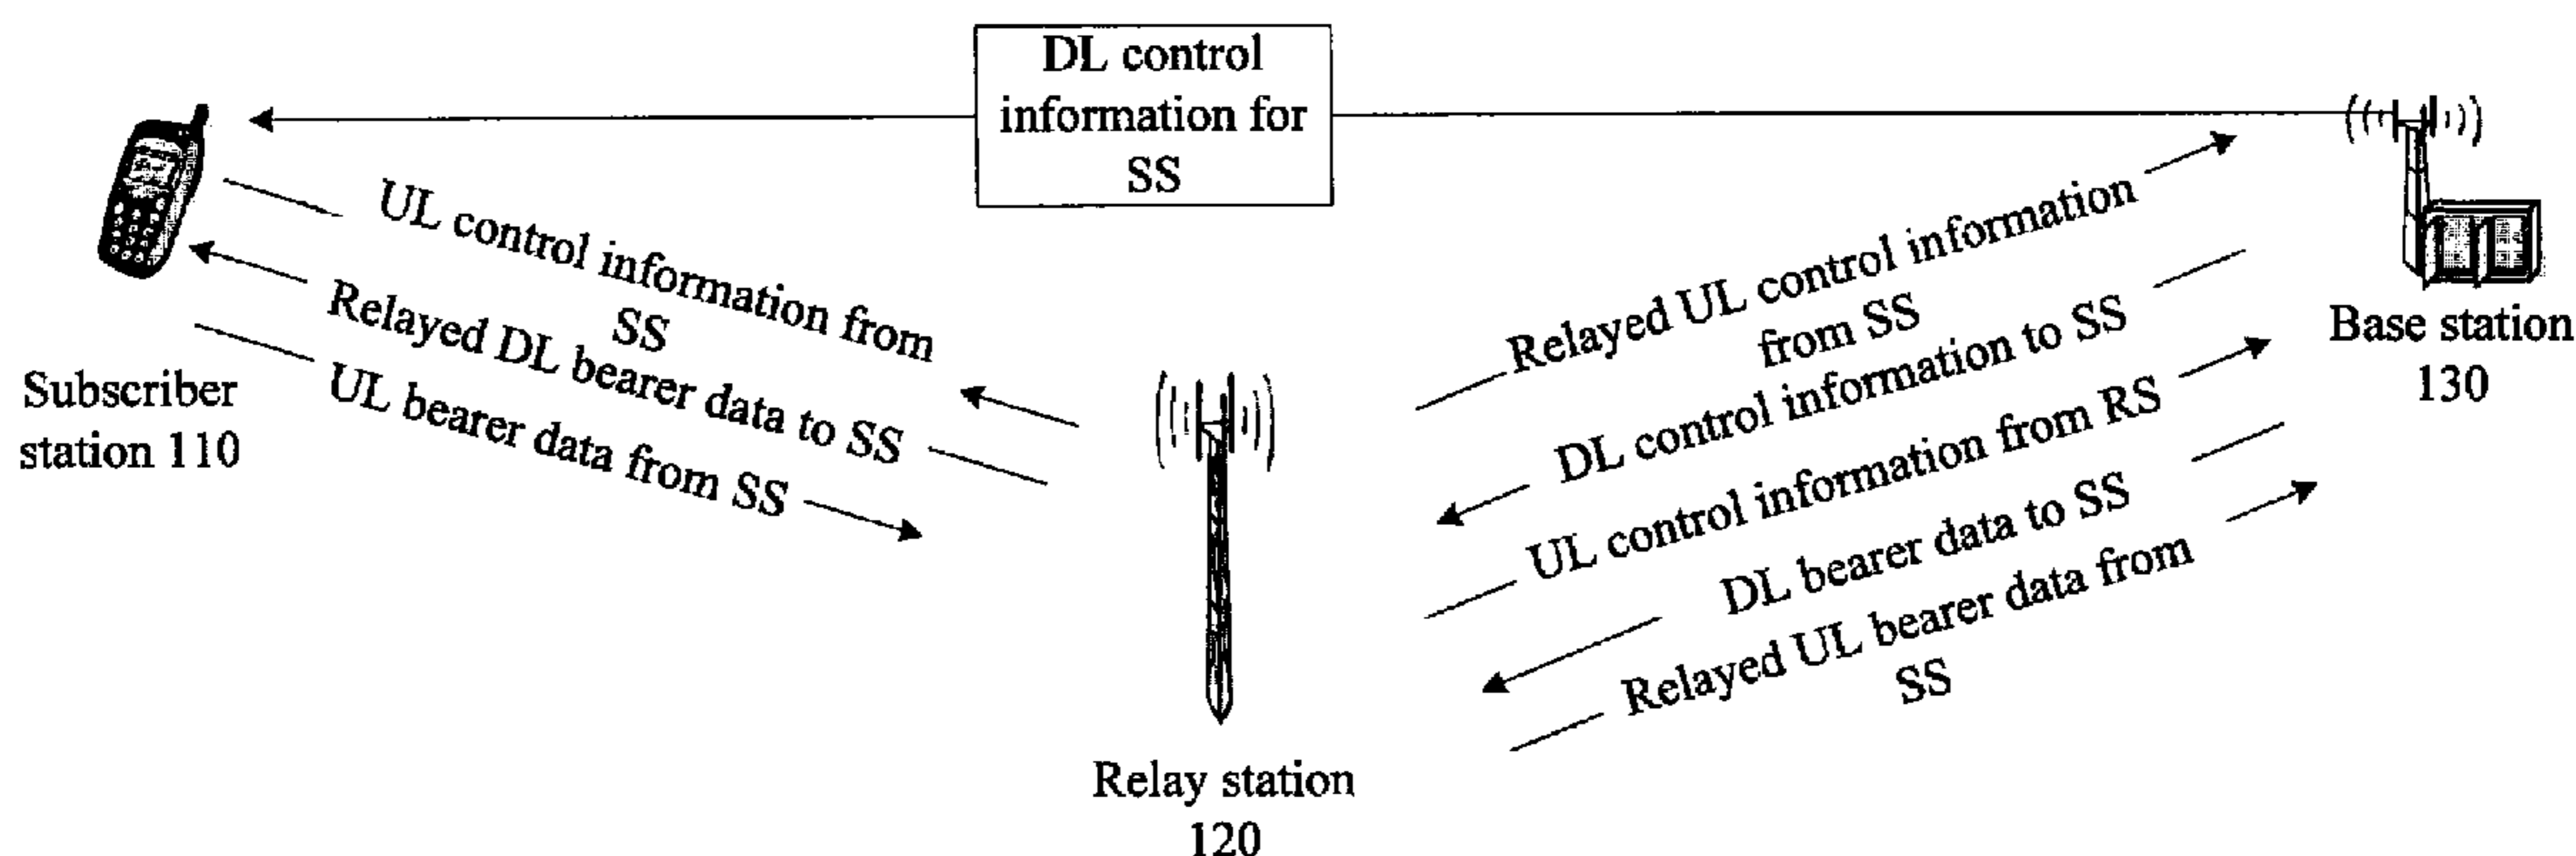 DL control
information for
SS
UL control information from
SS
Relayed DL bearer data to SS
UL bearer data from SS
Subscriber
station 110
Relayed UL control information
from SS
DL control information to SS
UL control information from RS
DL bearer data to SS
Relayed UL bearer data from
SS
Base station
130
Relay station
120